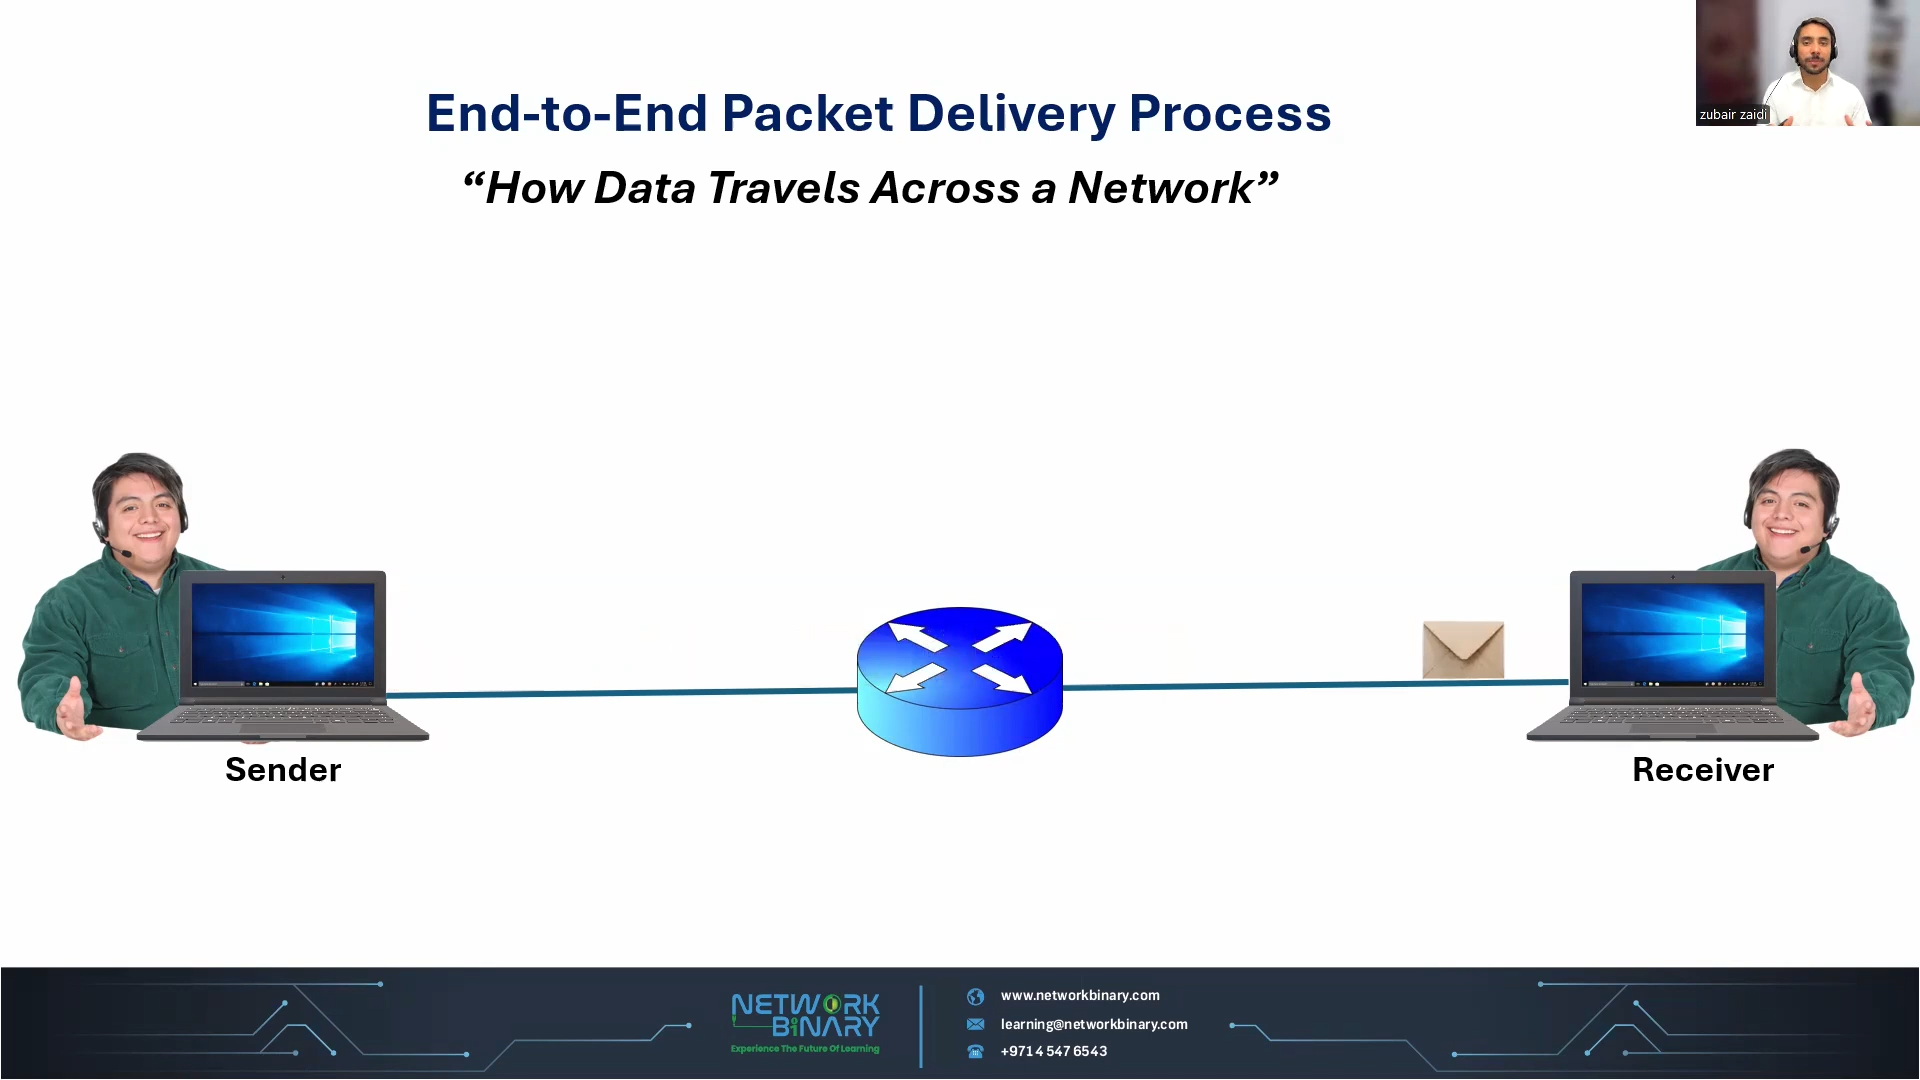 End-to-End Packet Delivery Process
“How Data Travels Across a Network”
zubair zaidi
Sender
Receiver
NETWORK
BINARY
Experience The Future Of Learning
www.networkbinary.com
learning@networkbinary.com
+971 4 547 6543